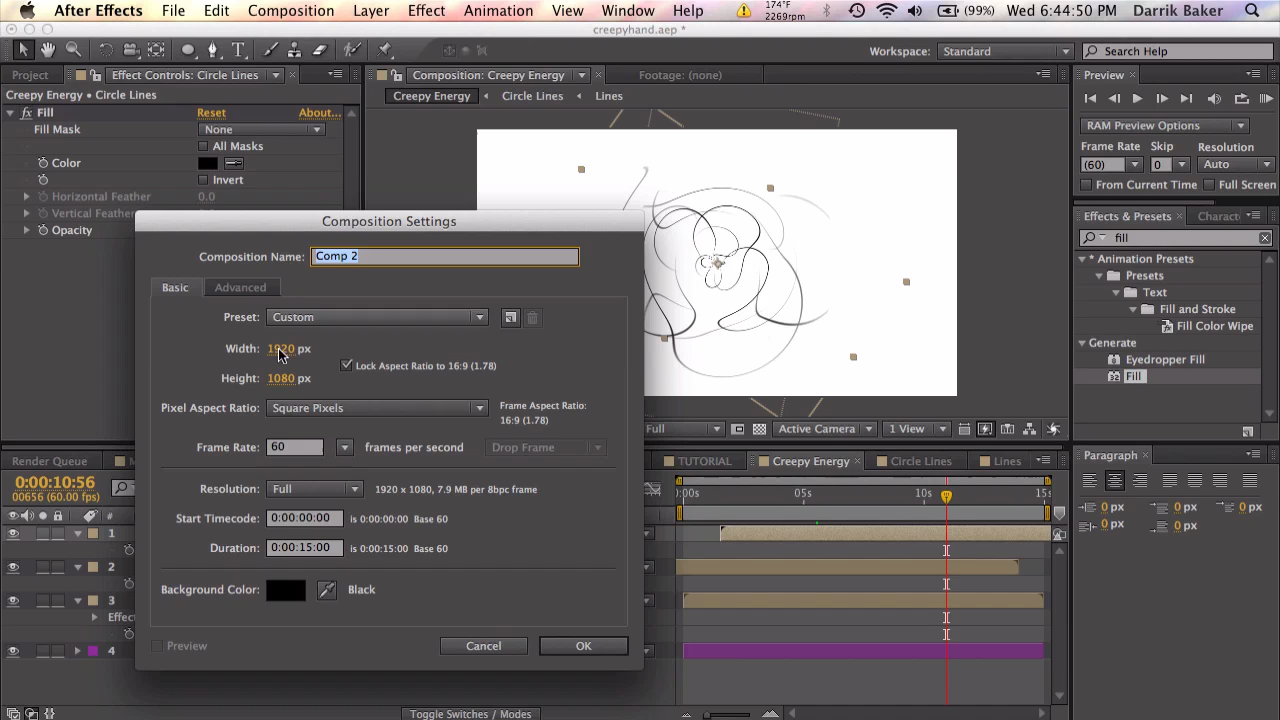 After Effects File Edit Composition Layer Effect Animation View Window Help 174°F 2269rpm (99%) Wed 6:44:50 PM Darrik Baker
creepyhand.aep *
T Workspace: Standard Search Help
Project Effect Controls: Circle Lines Composition: Creepy Energy Footage: (none) Preview
Creepy Energy • Circle Lines Creepy Energy Circle Lines Lines
fx Fill Reset About...
Fill Mask None RAM Preview Options
All Masks Frame Rate Skip Resolution
Color (60) 0 Auto
Invert From Current Time Full Screen
Horizontal Feather 0.0
Vertical Feather
Opacity Effects & Presets Charact
fill
Composition Settings
Composition Name: Comp 2
* Animation Presets
Presets
Text
Fill and Stroke
Fill Color Wipe
Generate
Eyedropper Fill
32 Fill
Basic Advanced
Preset: Custom
Width: 1920 px
Lock Aspect Ratio to 16:9 (1.78)
Height: 1080 px
Pixel Aspect Ratio: Square Pixels Frame Aspect Ratio:
16:9 (1.78)
Frame Rate: 60 frames per second Drop Frame
Resolution: Full 1920 x 1080, 7.9 MB per 8bpc frame
Start Timecode: 0:00:00:00 is 0:00:00:00 Base 60
Duration: 0:00:15:00 is 0:00:15:00 Base 60
Background Color: Black
Preview Cancel OK
Full Active Camera 1 View
Paragraph
0 px 0 px 0 px
0 px 0 px
Render Queue TUTORIAL Creepy Energy Circle Lines Lines
0:00:10:56
00656 (60.00 fps)
:00s 05s 10s 15s
#
1
2
3
Effec
4
Toggle Switches / Modes